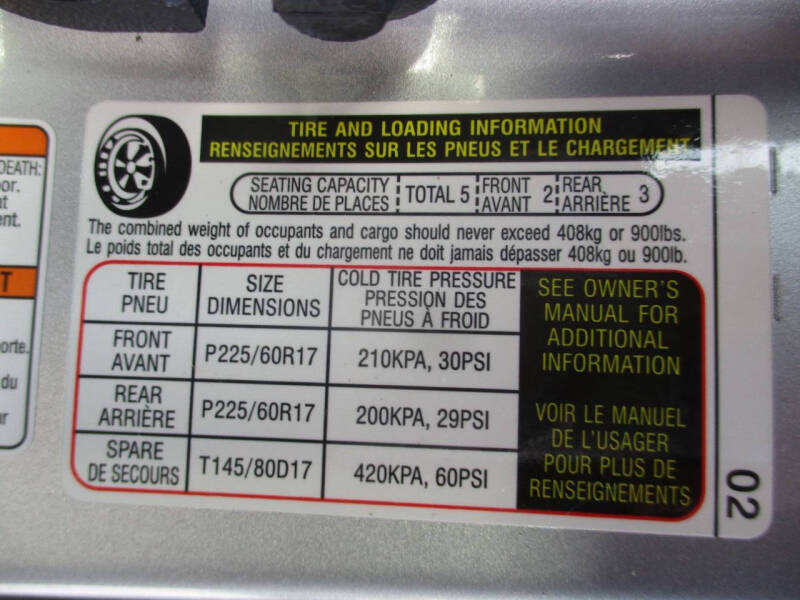 TIRE AND LOADING INFORMATION
RENSEIGNEMENTS SUR LES PNEUS ET LE CHARGEMENT
SEATING CAPACITY
NOMBRE DE PLACES
TOTAL 5
FRONT
AVANT
2
REAR
ARRIÈRE
3
The combined weight of occupants and cargo should never exceed 408kg or 900lbs.
Le poids total des occupants et du chargement ne doit jamais dépasser 408kg ou 900lb.
TIRE
PNEU
SIZE
DIMENSIONS
COLD TIRE PRESSURE
PRESSION DES
PNEUS À FROID
FRONT
AVANT
P225/60R17
210KPA, 30PSI
REAR
ARRIÈRE
P225/60R17
200KPA, 29PSI
SPARE
DE SECOURS
T145/80D17
420KPA, 60PSI
SEE OWNER'S
MANUAL FOR
ADDITIONAL
INFORMATION
VOIR LE MANUEL
DE L'USAGER
POUR PLUS DE
RENSEIGNEMENTS
02
DEATH:
du